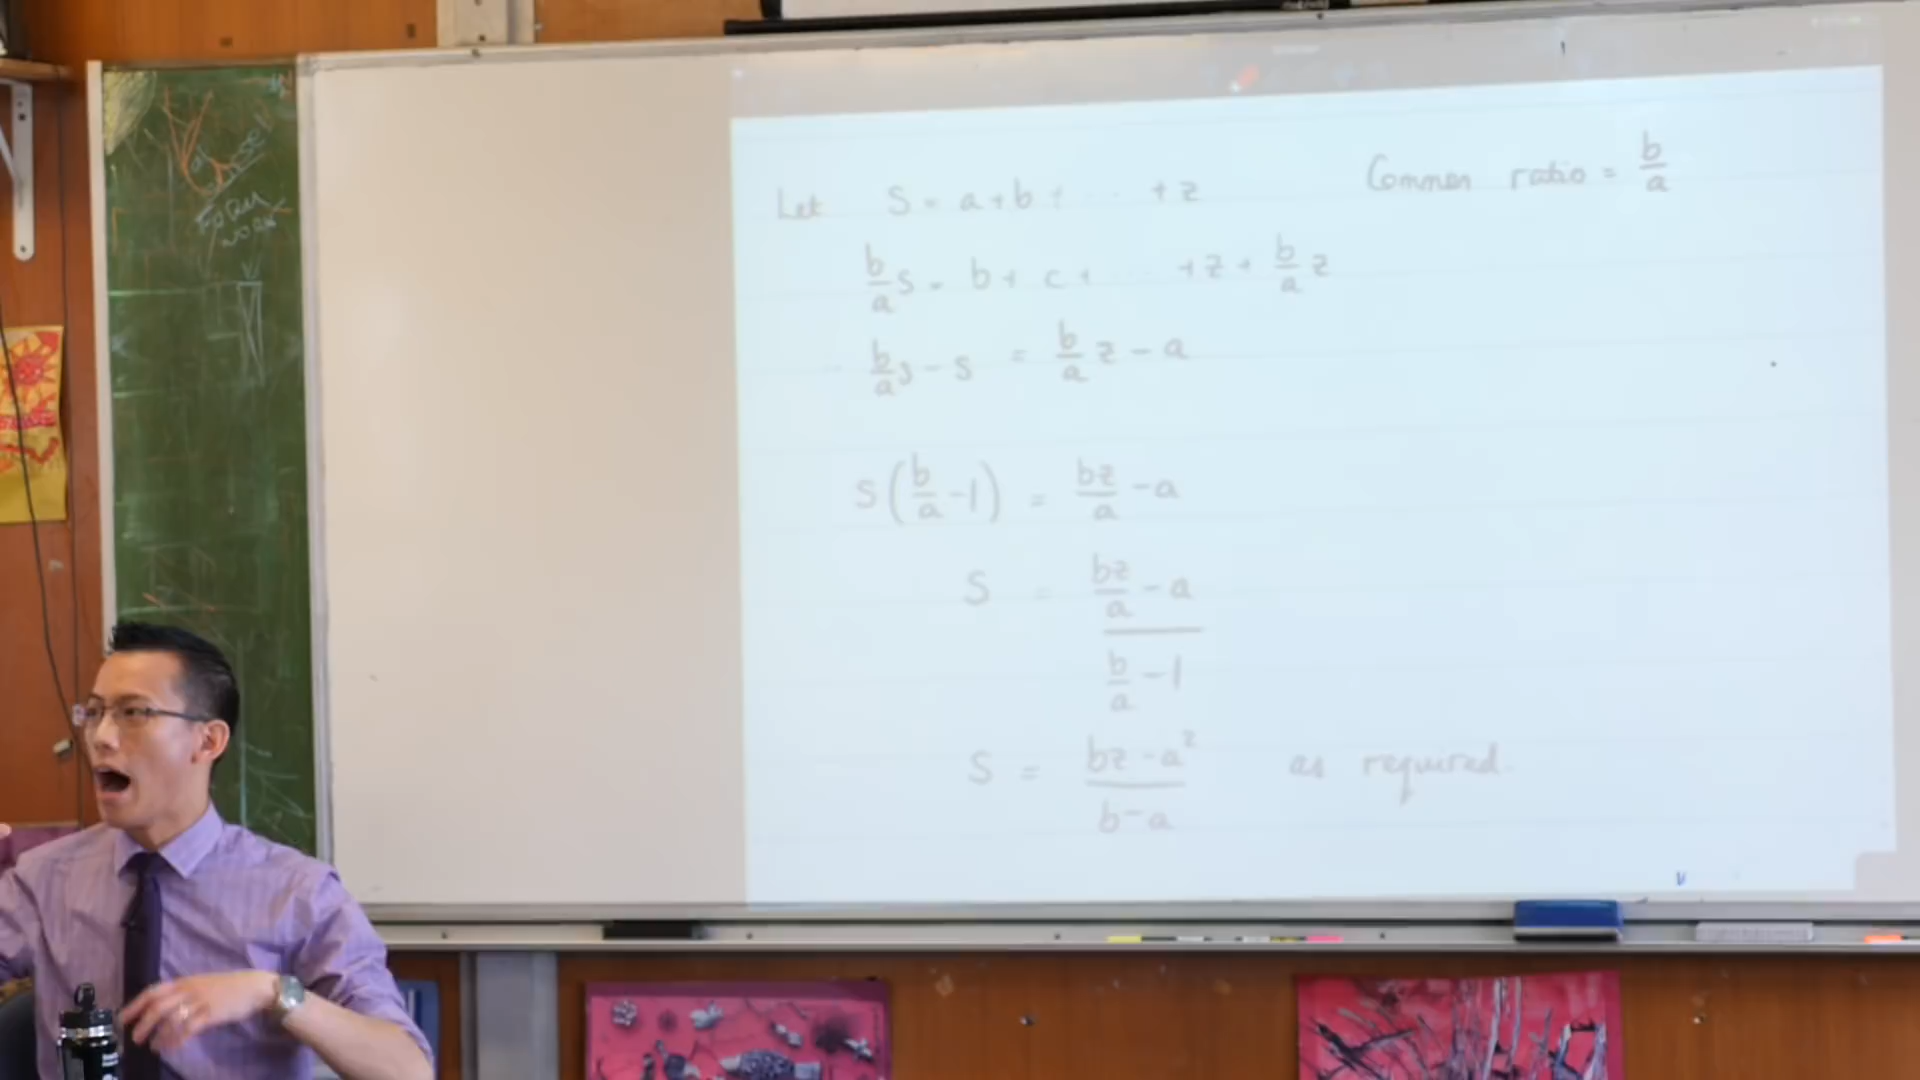 Let S = a + b + ... + z Common ratio = b/a
b/a s = b + c + ... + z + b/a z
b/a s - s = b/a z - a
S(b/a - 1) = bz/a - a
S = (bz/a - a)/(b/a - 1)
S = (bz - a²)/(b - a) as required.